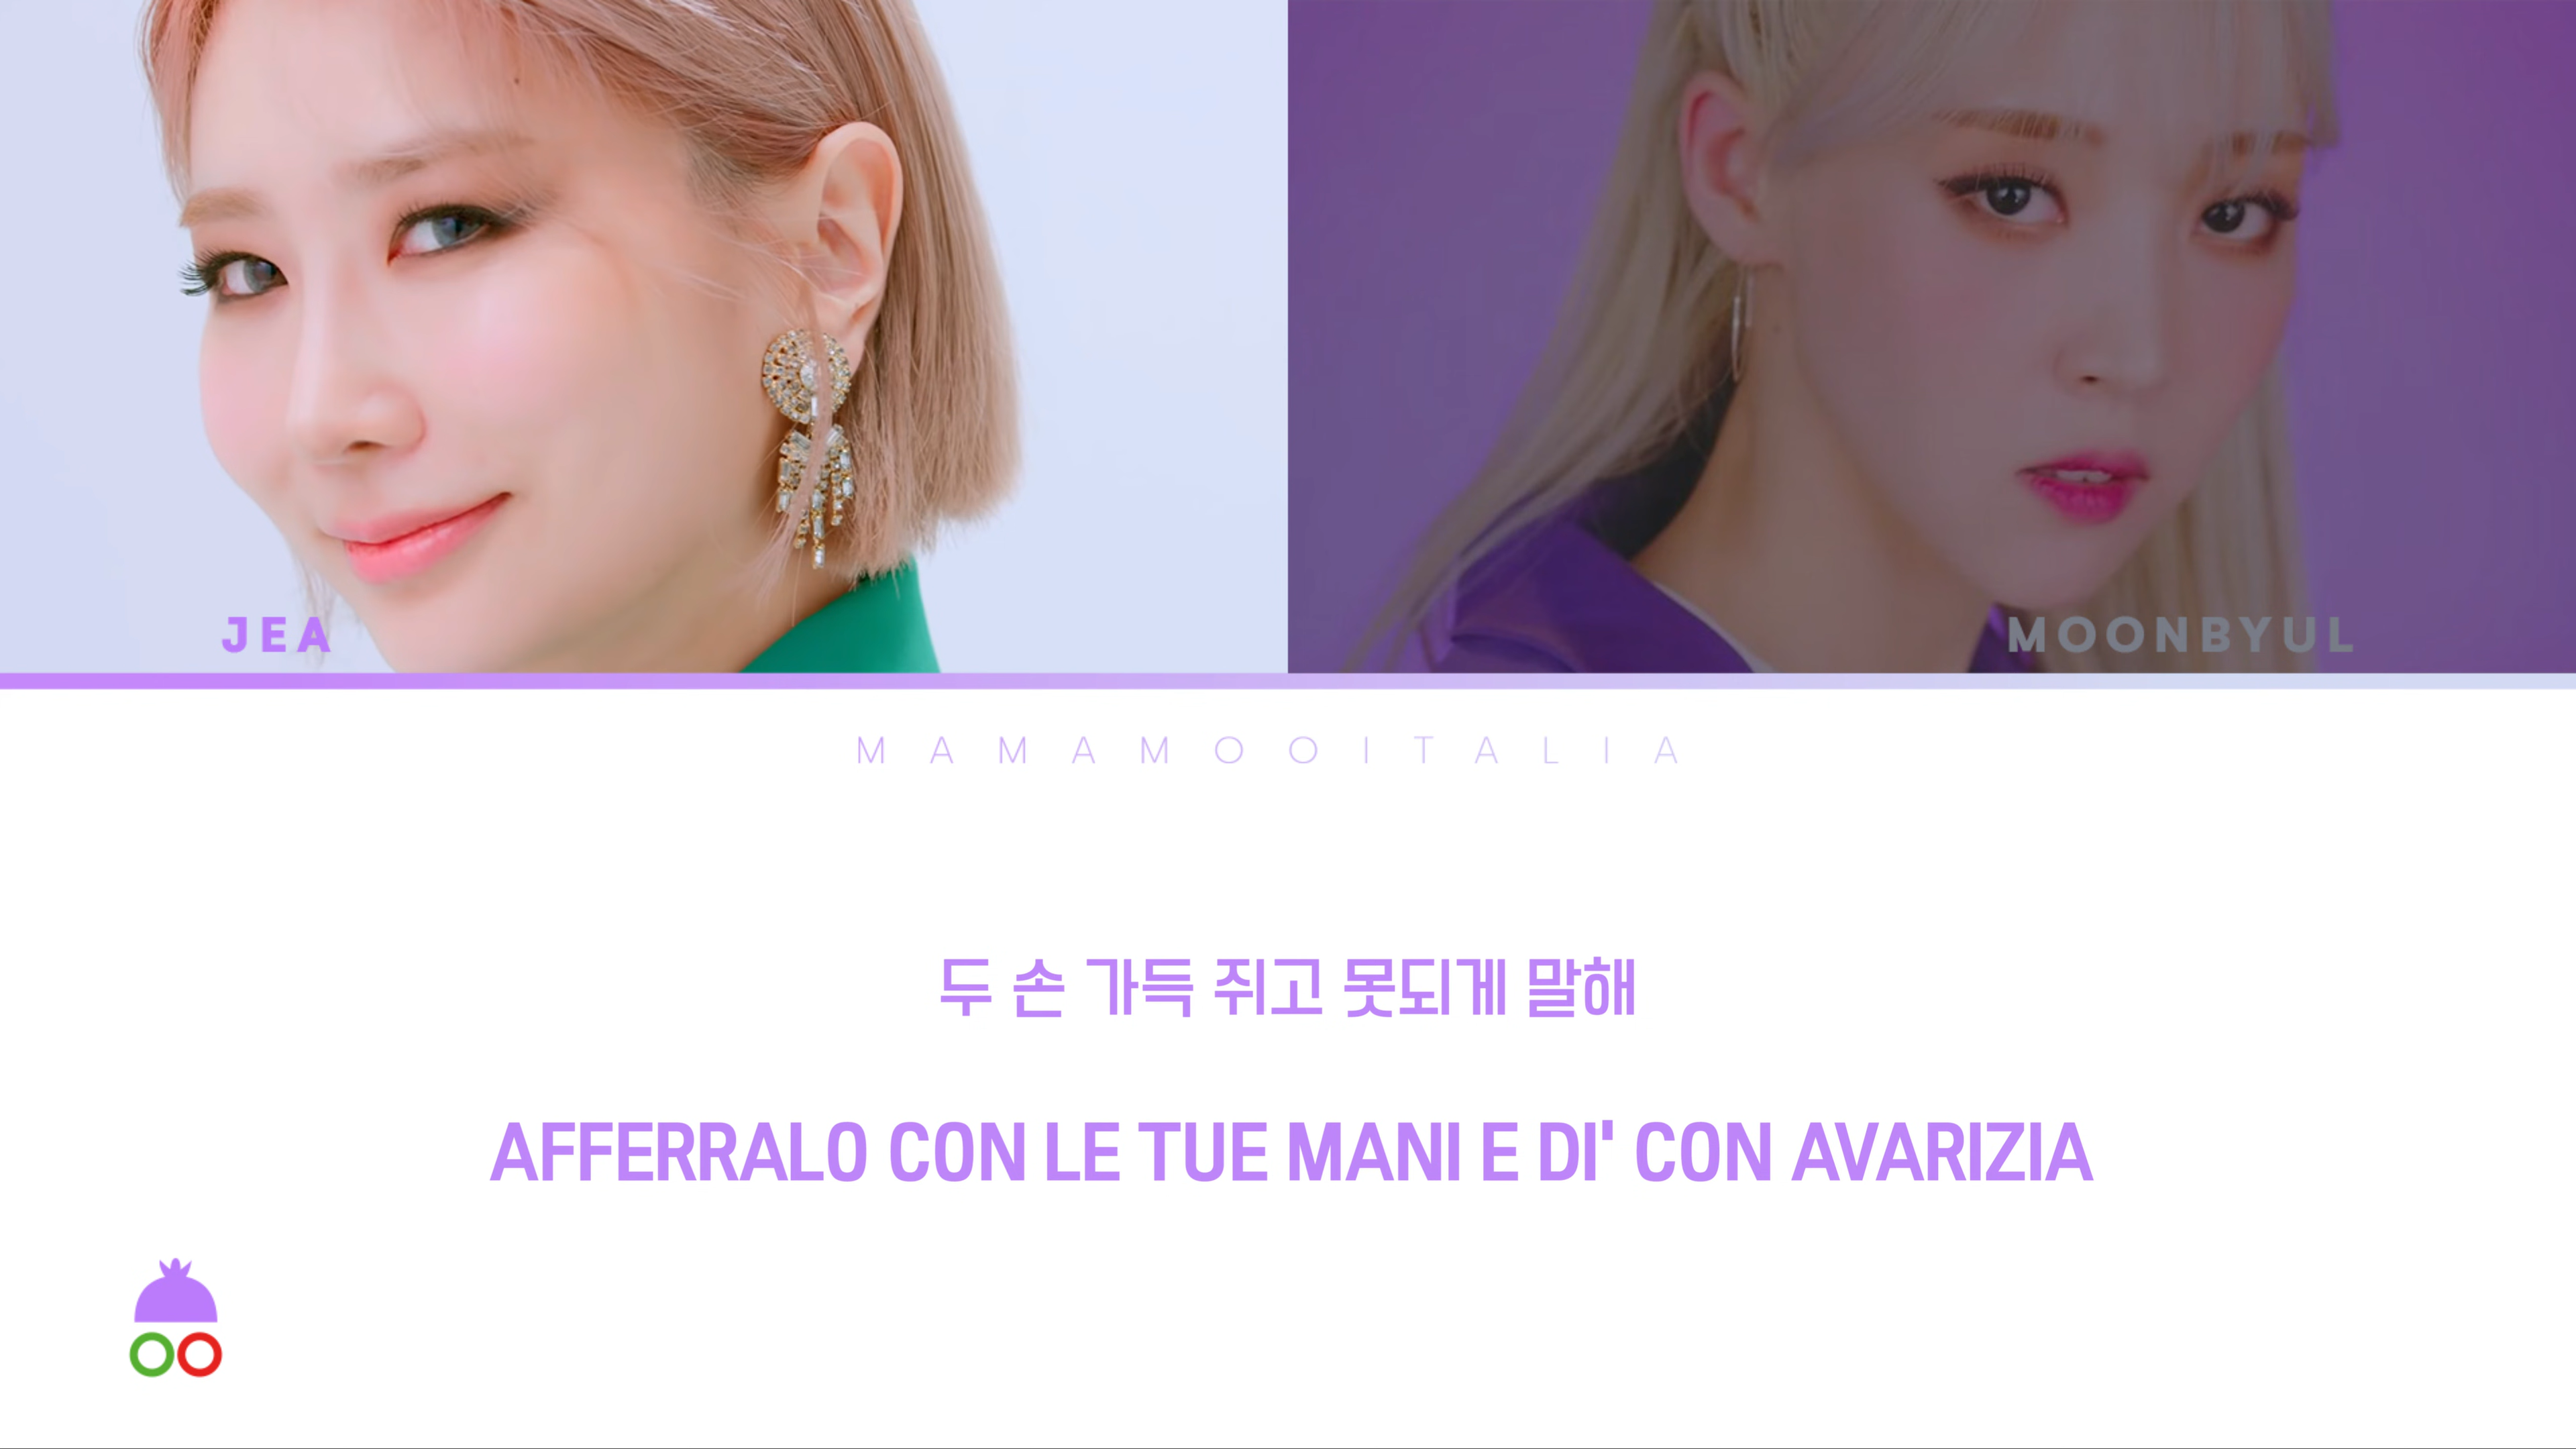 JEA
MOONBYUL
MAMAMOOITALIA
두 손 가득 쥐고 못되게 말해
AFFERRALO CON LE TUE MANI E DI' CON AVARIZIA